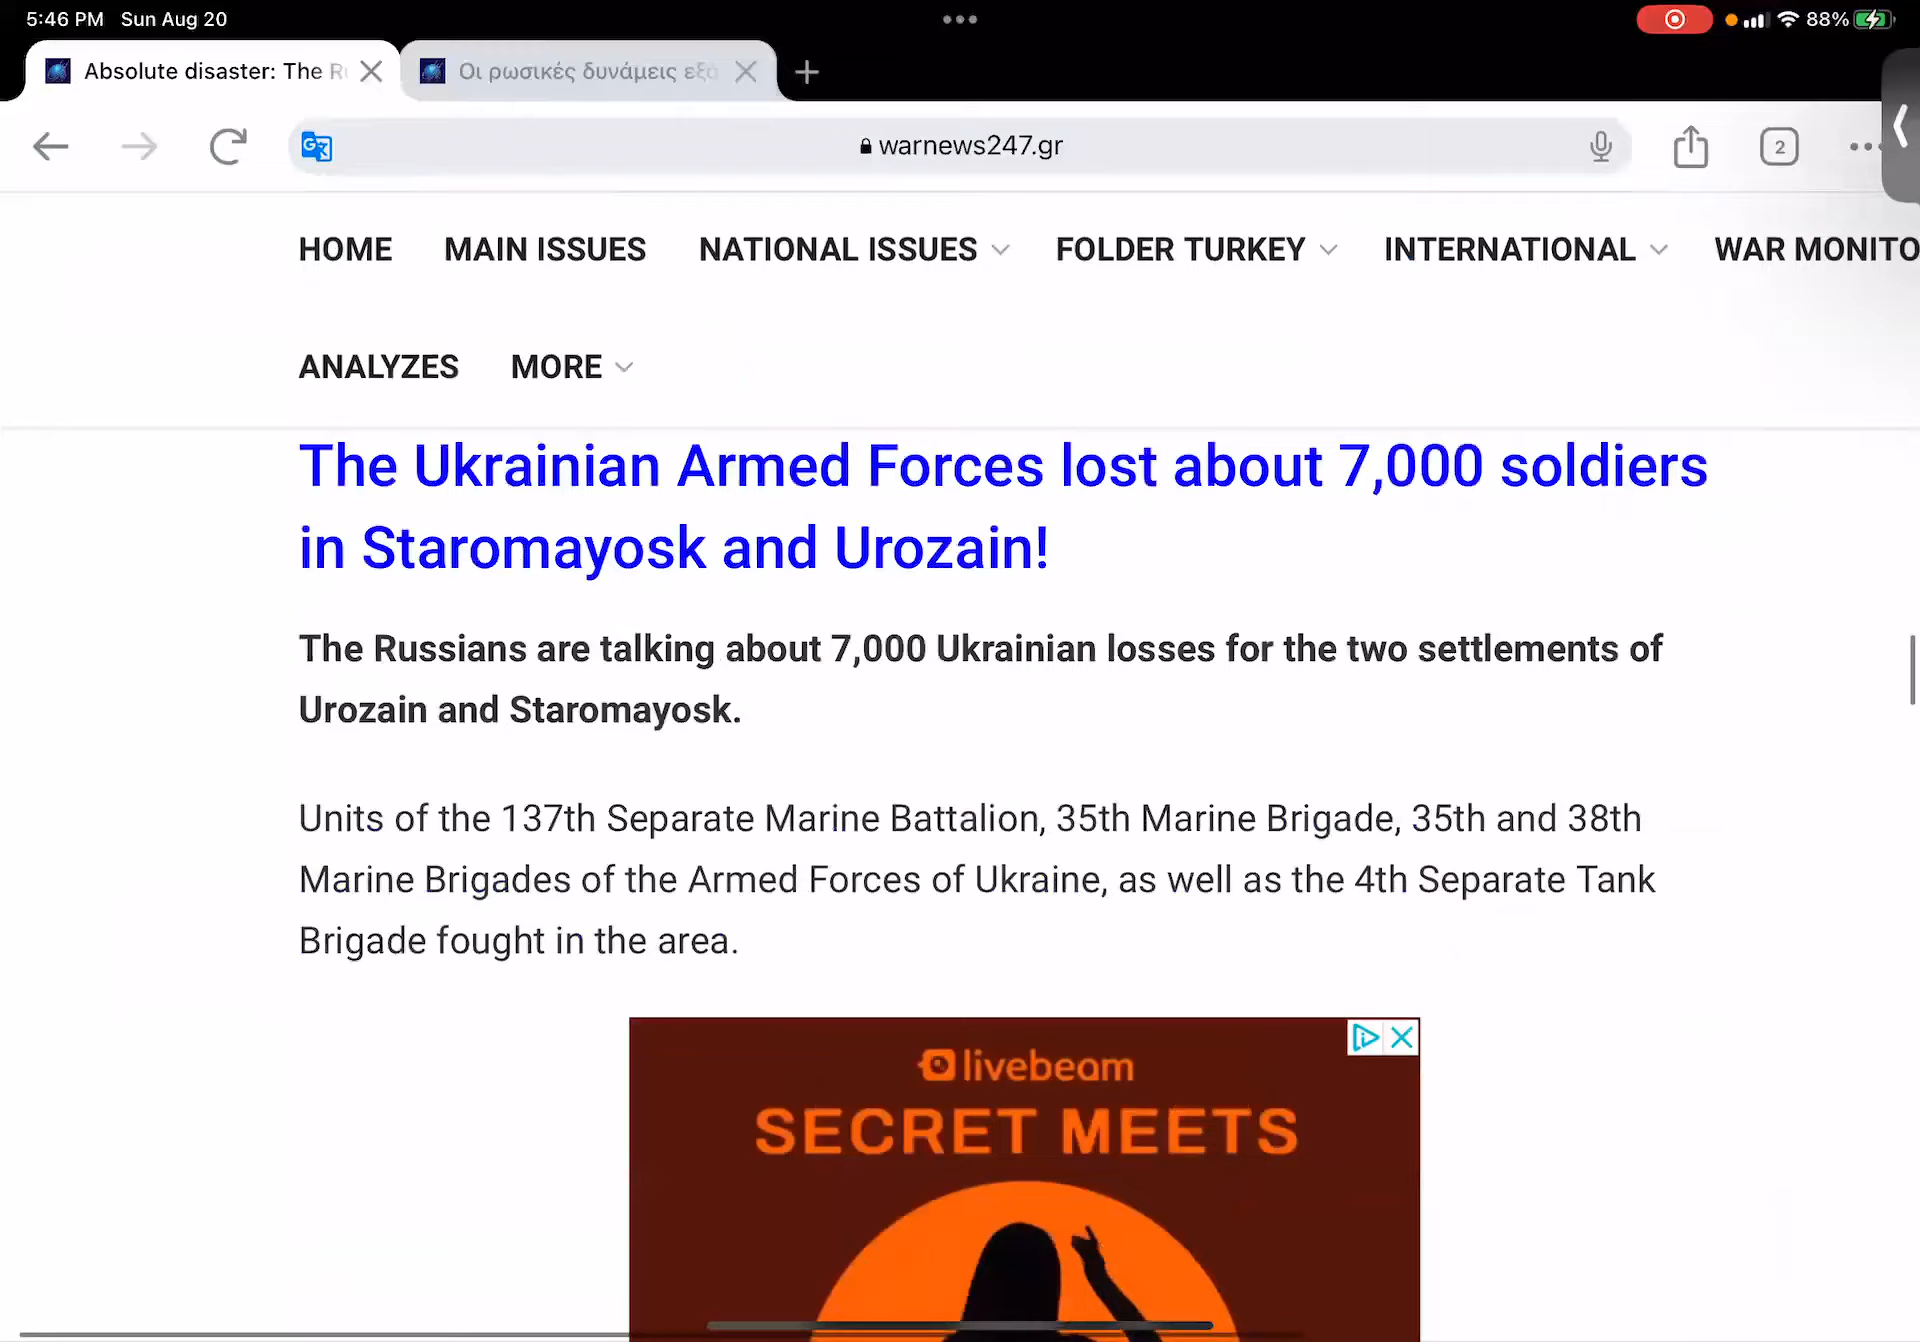 5:46 PM Sun Aug 20
88%
Absolute disaster: The R
Οι ρωσικές δυνάμεις εξα
warnews247.gr
2
HOME MAIN ISSUES NATIONAL ISSUES FOLDER TURKEY INTERNATIONAL WAR MONITO
ANALYZES MORE
The Ukrainian Armed Forces lost about 7,000 soldiers
in Staromayosk and Urozain!
The Russians are talking about 7,000 Ukrainian losses for the two settlements of
Urozain and Staromayosk.
Units of the 137th Separate Marine Battalion, 35th Marine Brigade, 35th and 38th
Marine Brigades of the Armed Forces of Ukraine, as well as the 4th Separate Tank
Brigade fought in the area.
livebeam
SECRET MEETS